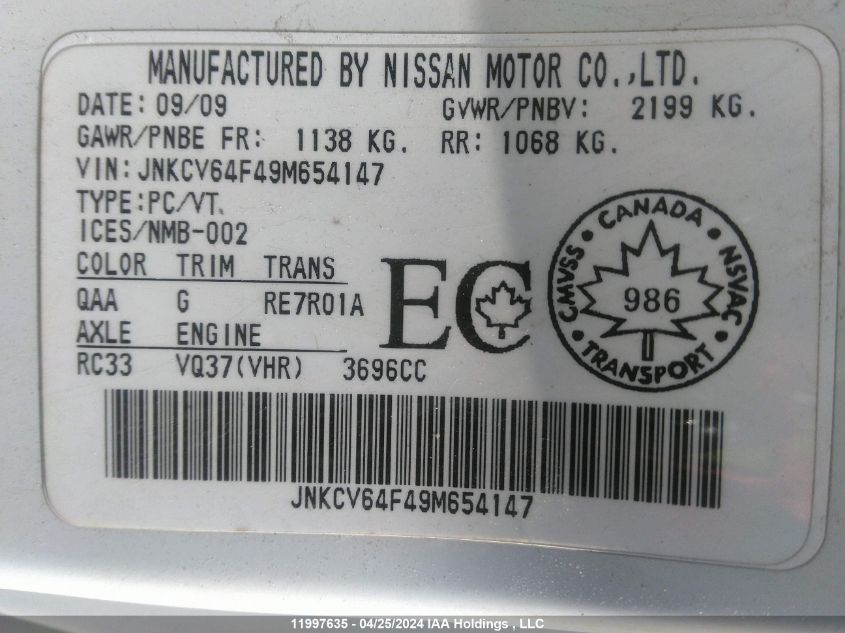 MANUFACTURED BY NISSAN MOTOR CO.,LTD.
DATE: 09/09 GVWR/PNBV: 2199 KG.
GAWR/PNBE FR: 1138 KG. RR: 1068 KG.
VIN: JNKCV64F49M654147
TYPE:PC/VT.
ICES/NMB-002
COLOR TRIM TRANS
QAA G RE7R01A
AXLE ENGINE
RC33 VQ37(VHR) 3696CC
EC
CANADA
CMVSS • 986 • NSVAC
• TRANSPORT •
JNKCV64F49M654147
11997635 - 04/25/2024 IAA Holdings , LLC